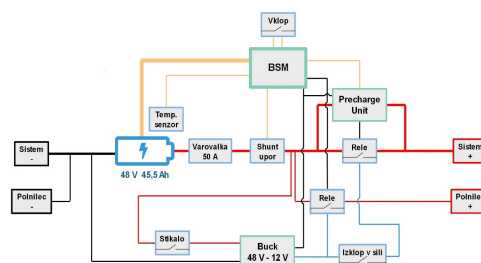 Vklop
BSM
Temp.
senzor
Precharge
Unit
Sistem
-
Varovalka
50 A
Shunt
upor
Rele
Sistem
+
48 V 45,5 Ah
Polnilec
-
Rele
Polnilec
+
Stikalo
Buck
48 V - 12 V
Izklop v sili